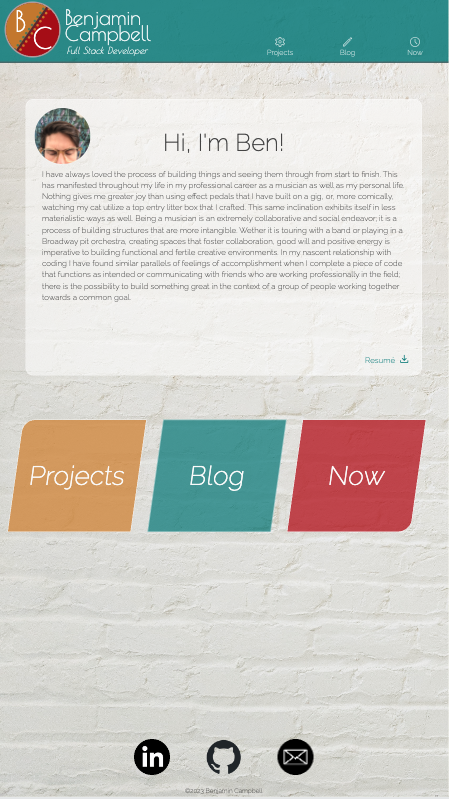 B C
Benjamin
Campbell
Full Stack Developer
Projects
Blog
Now
Hi, I'm Ben!
I have always loved the process of building things and seeing them through from start to finish. This
has manifested throughout my life in my professional career as a musician as well as my personal life.
Nothing gives me greater joy than using effect pedals that I have built on a gig, or, more comically,
watching my cat utilize a top entry litter box that I crafted. This same inclination exhibits itself in less
materialistic ways as well. Being a musician is an extremely collaborative and social endeavor; it is a
process of building structures that are more intangible. Wether it is touring with a band or playing in a
Broadway pit orchestra, creating spaces that foster collaboration, good will and positive energy is
imperative to building functional and fertile creative environments. In my nascent relationship with
coding I have found similar parallels of feelings of accomplishment when I complete a piece of code
that functions as intended or communicating with friends who are working professionally in the field;
there is the possibility to build something great in the context of a group of people working together
towards a common goal.
Resumé
Projects
Blog
Now
in
©2023 Benjamin Campbell